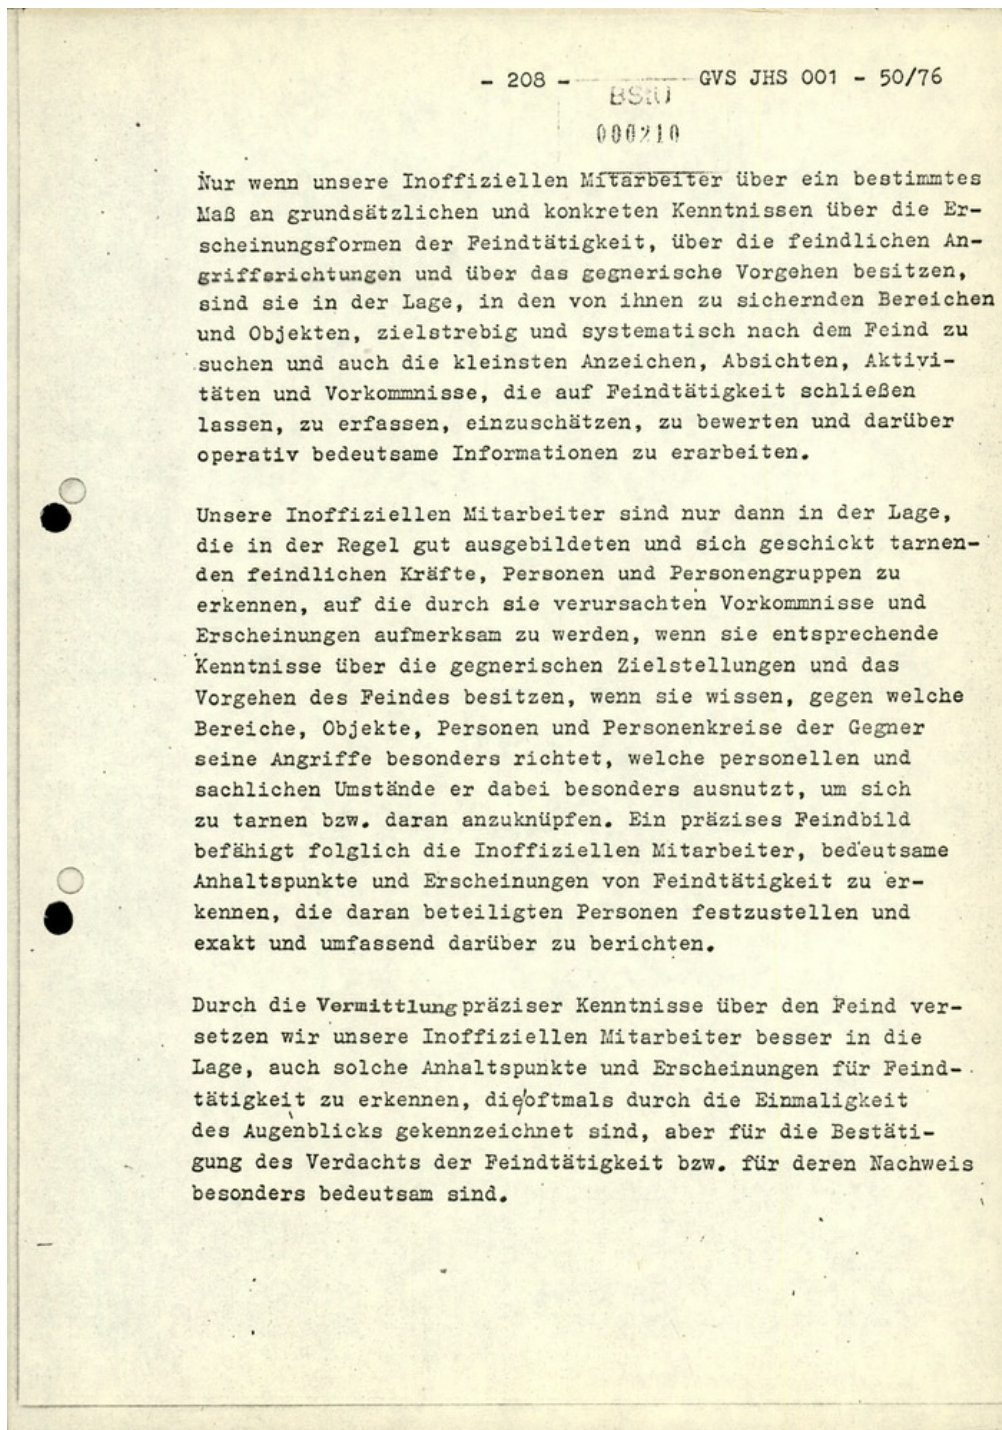 - 208 - GVS JHS 001 - 50/76
BStU
000210
Nur wenn unsere Inoffiziellen Mitarbeiter über ein bestimmtes
Maß an grundsätzlichen und konkreten Kenntnissen über die Er-
scheinungsformen der Feindtätigkeit, über die feindlichen An-
griffsrichtungen und über das gegnerische Vorgehen besitzen,
sind sie in der Lage, in den von ihnen zu sichernden Bereichen
und Objekten, zielstrebig und systematisch nach dem Feind zu
suchen und auch die kleinsten Anzeichen, Absichten, Aktivi-
täten und Vorkommnisse, die auf Feindtätigkeit schließen
lassen, zu erfassen, einzuschätzen, zu bewerten und darüber
operativ bedeutsame Informationen zu erarbeiten.
Unsere Inoffiziellen Mitarbeiter sind nur dann in der Lage,
die in der Regel gut ausgebildeten und sich geschickt tarnen-
den feindlichen Kräfte, Personen und Personengruppen zu
erkennen, auf die durch sie verursachten Vorkommnisse und
Erscheinungen aufmerksam zu werden, wenn sie entsprechende
Kenntnisse über die gegnerischen Zielstellungen und das
Vorgehen des Feindes besitzen, wenn sie wissen, gegen welche
Bereiche, Objekte, Personen und Personenkreise der Gegner
seine Angriffe besonders richtet, welche personellen und
sachlichen Umstände er dabei besonders ausnutzt, um sich
zu tarnen bzw. daran anzuknüpfen. Ein präzises Feindbild
befähigt folglich die Inoffiziellen Mitarbeiter, bedeutsame
Anhaltspunkte und Erscheinungen von Feindtätigkeit zu er-
kennen, die daran beteiligten Personen festzustellen und
exakt und umfassend darüber zu berichten.
Durch die Vermittlung präziser Kenntnisse über den Feind ver-
setzen wir unsere Inoffiziellen Mitarbeiter besser in die
Lage, auch solche Anhaltspunkte und Erscheinungen für Feind-
tätigkeit zu erkennen, die oftmals durch die Einmaligkeit
des Augenblicks gekennzeichnet sind, aber für die Bestäti-
gung des Verdachts der Feindtätigkeit bzw. für deren Nachweis
besonders bedeutsam sind.